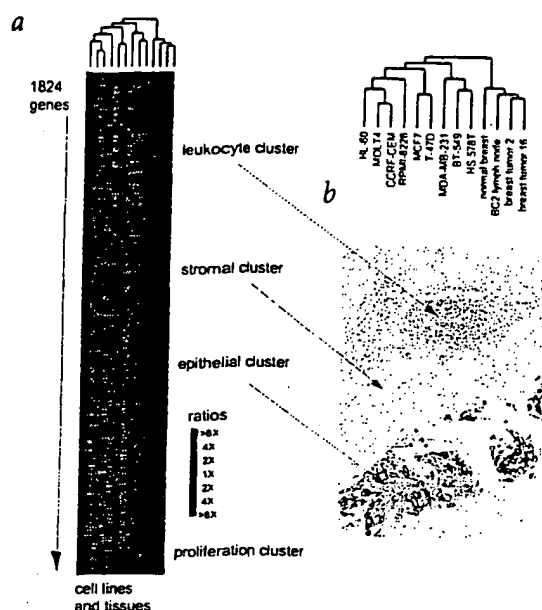 a
1824
genes
leukocyte cluster
stromal cluster
epithelial cluster
ratios
>8X
4X
2X
1X
2X
4X
>8X
proliferation cluster
cell lines
and tissues
b
HL-60
MOLT4
CCRF-CEM
RPMI-8226
MCF7
T-47D
MDA-MB-231
BT-549
HS 578T
normal breast
BC2 lymph node
breast tumor 2
breast tumor 16